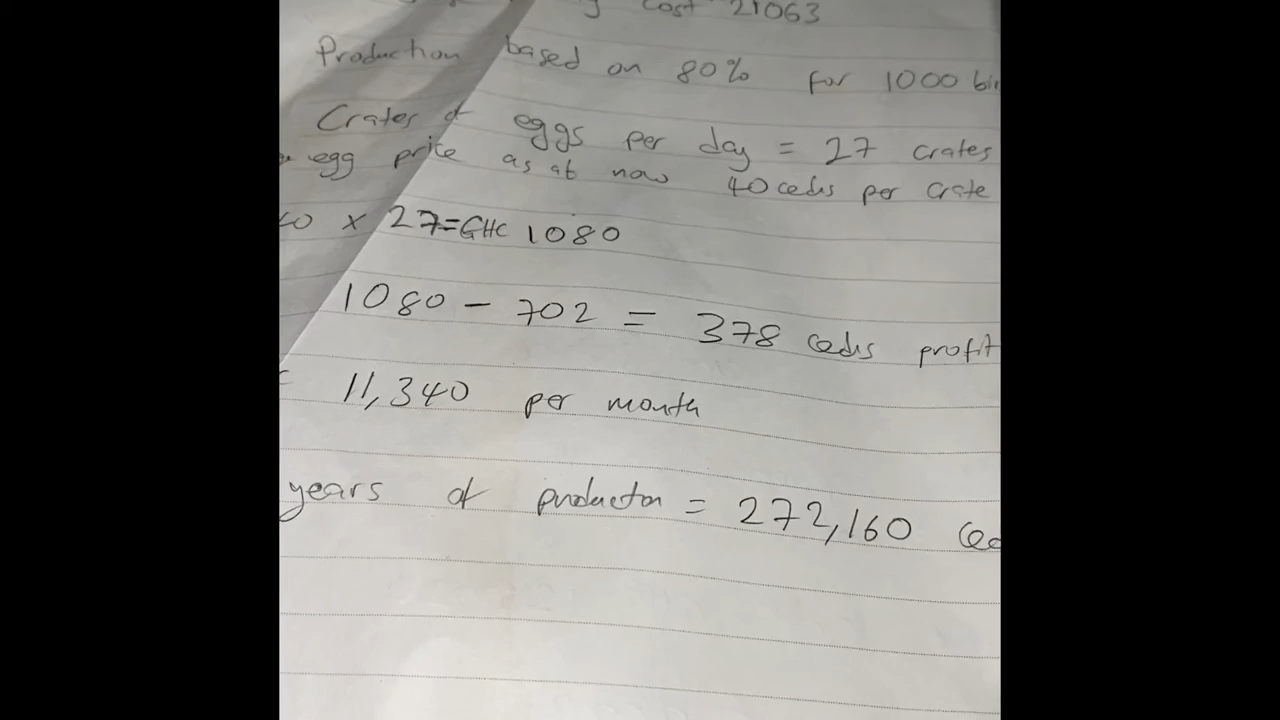 cost 21063
Production based on 80% for 1000
Crates of eggs per day = 27 crates
egg price as at now 40 cedis per crate
x 27=GHC 1080
1080 - 702 = 378 cedis profit
= 11,340 per month
years of production = 272,160